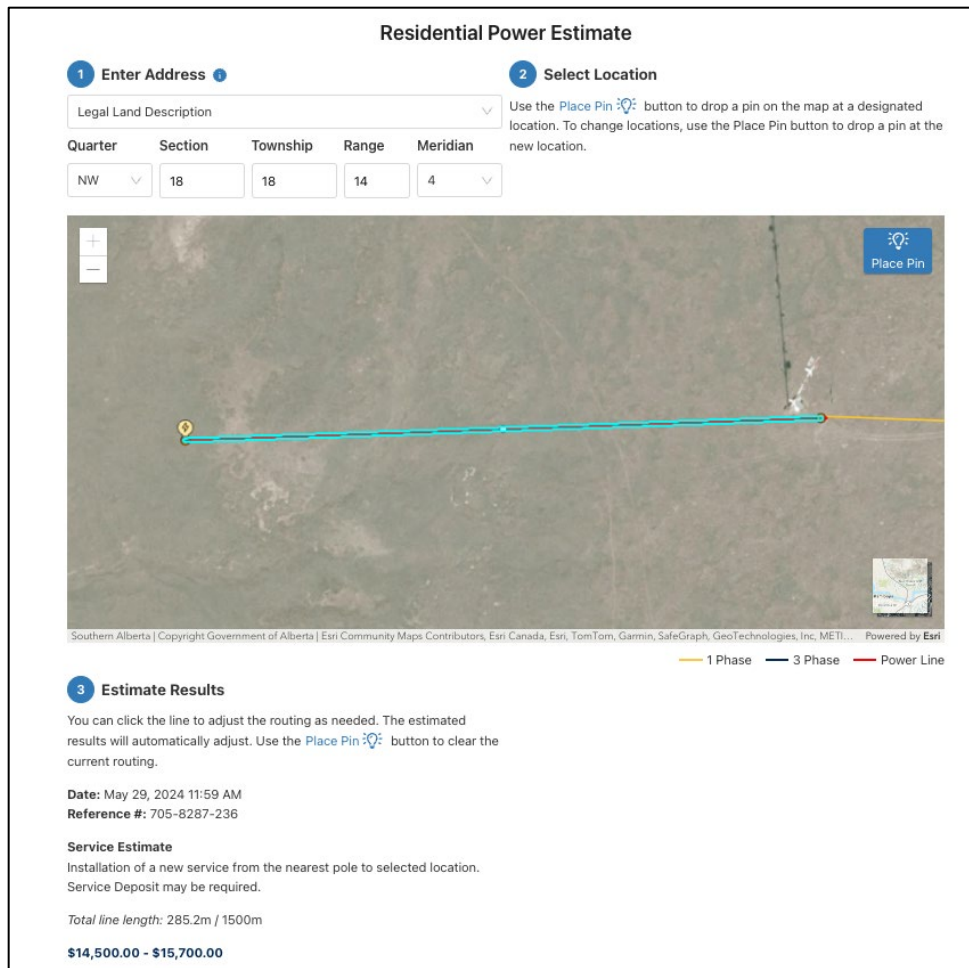 Residential Power Estimate
1 Enter Address
Legal Land Description
Quarter Section Township Range Meridian
NW 18 18 14 4
2 Select Location
Use the Place Pin button to drop a pin on the map at a designated
location. To change locations, use the Place Pin button to drop a pin at the
new location.
+
−
Place Pin
Southern Alberta | Copyright Government of Alberta | Esri Community Maps Contributors, Esri Canada, Esri, TomTom, Garmin, SafeGraph, GeoTechnologies, Inc, METI... Powered by Esri
1 Phase 3 Phase Power Line
3 Estimate Results
You can click the line to adjust the routing as needed. The estimated
results will automatically adjust. Use the Place Pin button to clear the
current routing.
Date: May 29, 2024 11:59 AM
Reference #: 705-8287-236
Service Estimate
Installation of a new service from the nearest pole to selected location.
Service Deposit may be required.
Total line length: 285.2m / 1500m
$14,500.00 - $15,700.00